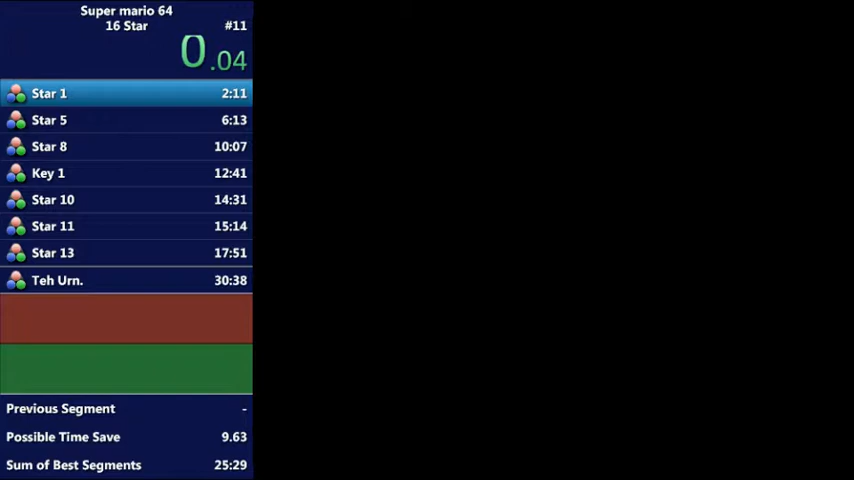 Super mario 64
16 Star #11
0.04
Star 1 2:11
Star 5 6:13
Star 8 10:07
Key 1 12:41
Star 10 14:31
Star 11 15:14
Star 13 17:51
Teh Urn. 30:38
Previous Segment -
Possible Time Save 9.63
Sum of Best Segments 25:29